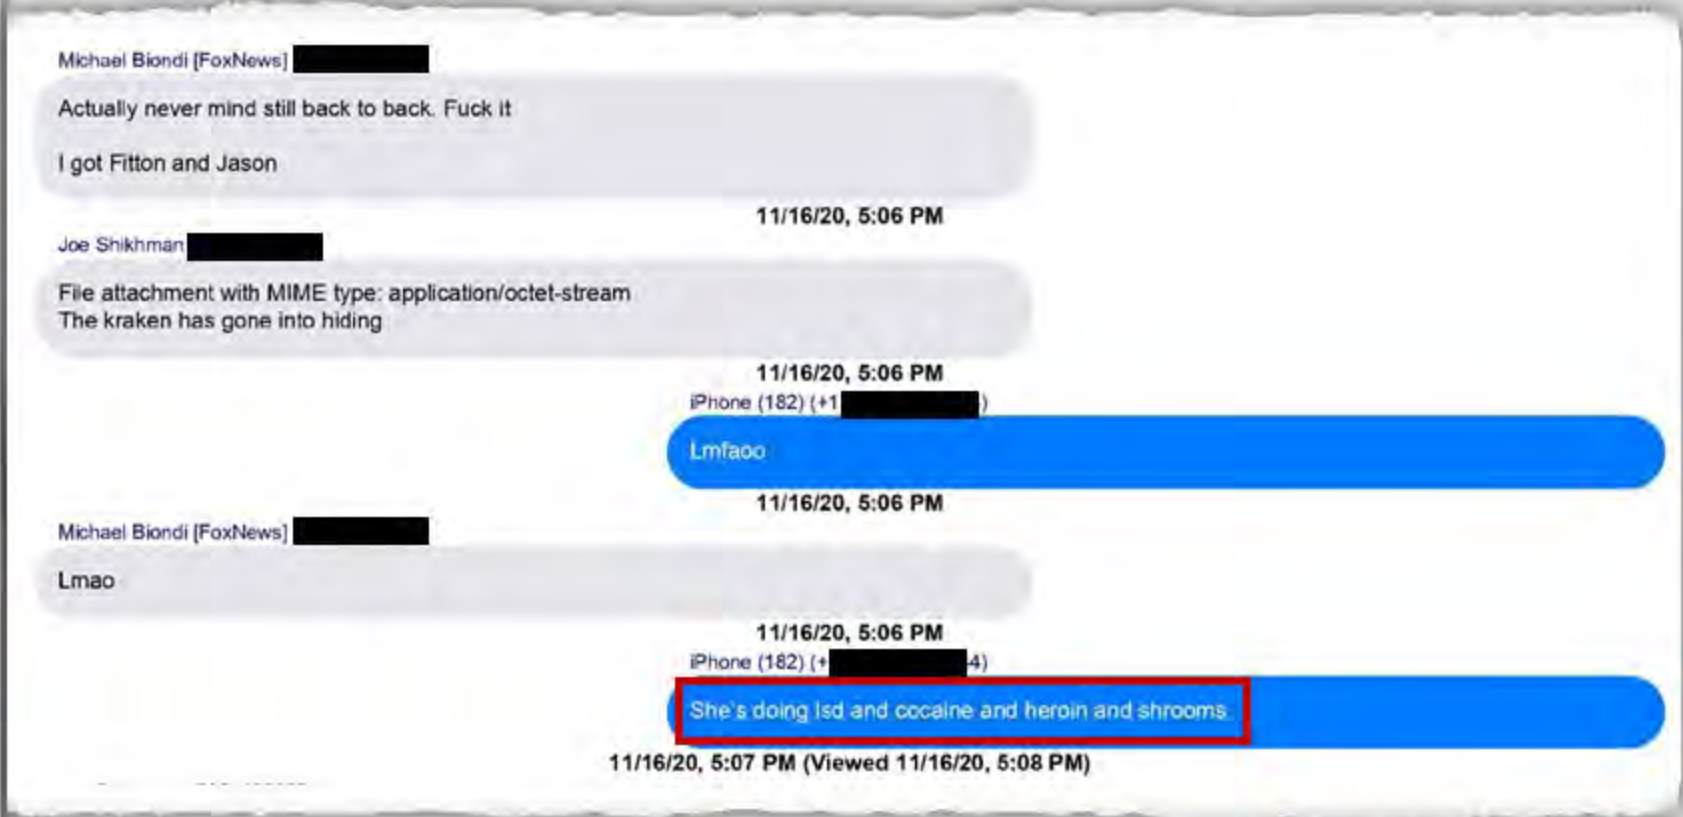 Michael Biondi [FoxNews]
Actually never mind still back to back. Fuck it
I got Fitton and Jason
11/16/20, 5:06 PM
Joe Shikhman
File attachment with MIME type: application/octet-stream
The kraken has gone into hiding
11/16/20, 5:06 PM
iPhone (182) (+1 )
Lmfaoo
11/16/20, 5:06 PM
Michael Biondi [FoxNews]
Lmao
11/16/20, 5:06 PM
iPhone (182) (+ 4)
She's doing lsd and cocaine and heroin and shrooms
11/16/20, 5:07 PM (Viewed 11/16/20, 5:08 PM)